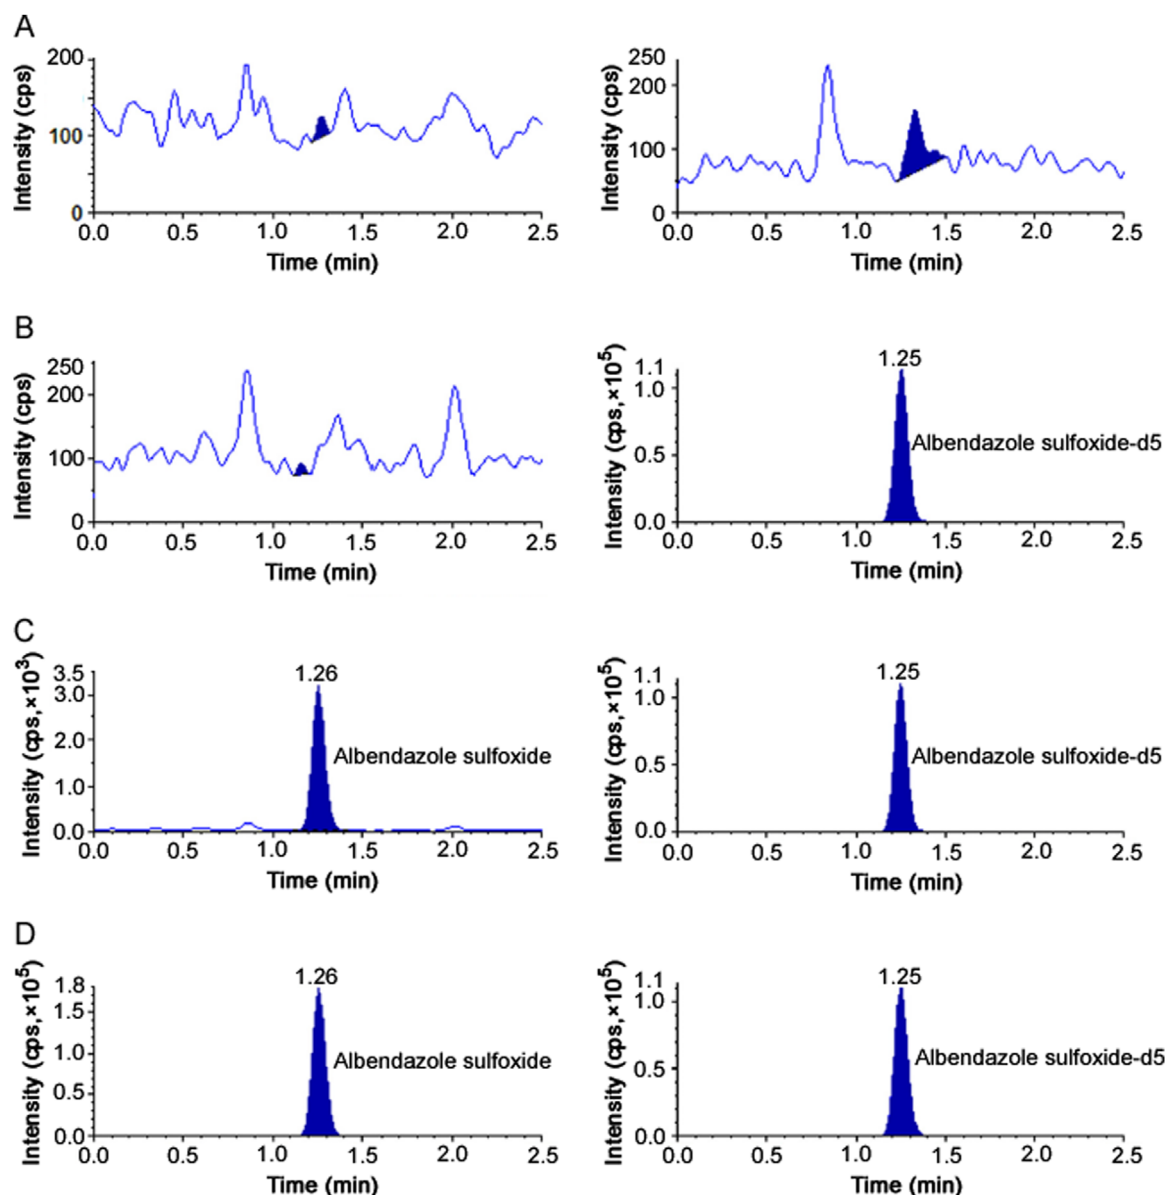 A
Intensity (cps)
200
100
0
0.0 0.5 1.0 1.5 2.0 2.5
Time (min)
Intensity (cps)
250
200
100
0
0.0 0.5 1.0 1.5 2.0 2.5
Time (min)
B
Intensity (cps)
250
200
100
0
0.0 0.5 1.0 1.5 2.0 2.5
Time (min)
Intensity (cps,×10⁵)
1.1
1.0
0.5
0.0
1.25
Albendazole sulfoxide-d5
0.0 0.5 1.0 1.5 2.0 2.5
Time (min)
C
Intensity (cps,×10³)
3.5
3.0
2.0
1.0
0.0
1.26
Albendazole sulfoxide
0.0 0.5 1.0 1.5 2.0 2.5
Time (min)
Intensity (cps,×10⁵)
1.1
1.0
0.5
0.0
1.25
Albendazole sulfoxide-d5
0.0 0.5 1.0 1.5 2.0 2.5
Time (min)
D
Intensity (cps,×10⁵)
1.8
1.5
1.0
0.5
0.0
1.26
Albendazole sulfoxide
0.0 0.5 1.0 1.5 2.0 2.5
Time (min)
Intensity (cps,×10⁵)
1.1
1.0
0.5
0.0
1.25
Albendazole sulfoxide-d5
0.0 0.5 1.0 1.5 2.0 2.5
Time (min)